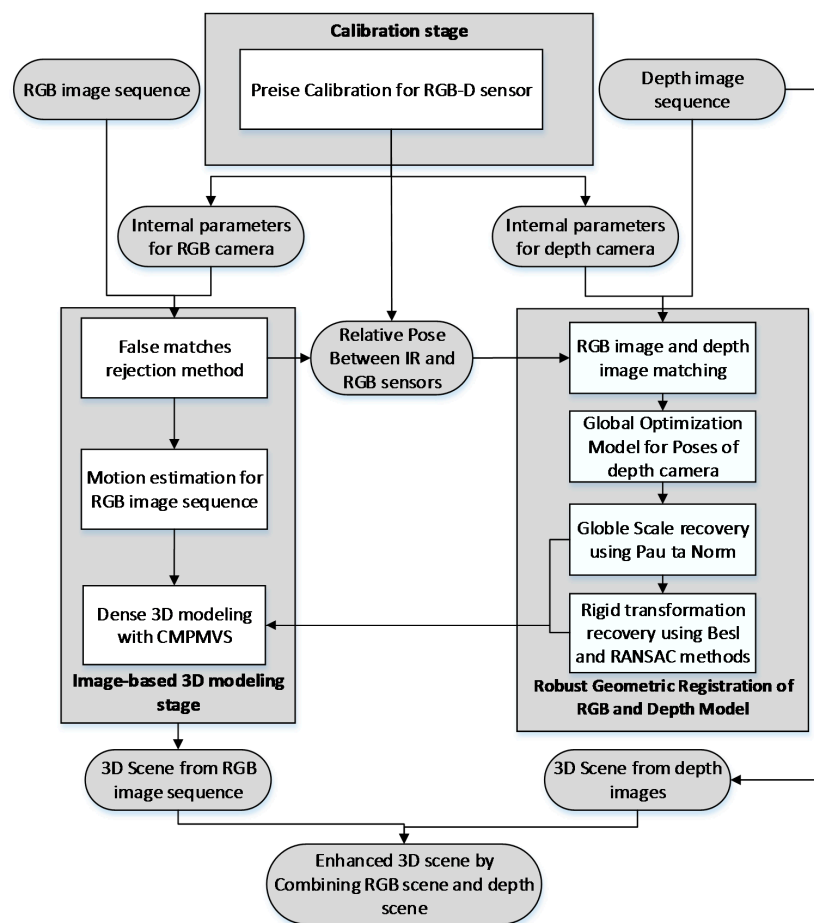 Calibration stage
RGB image sequence
Preise Calibration for RGB-D sensor
Depth image
sequence
Internal parameters
for RGB camera
Internal parameters
for depth camera
False matches
rejection method
Relative Pose
Between IR and
RGB sensors
RGB image and depth
image matching
Global Optimization
Model for Poses of
depth camera
Motion estimation for
RGB image sequence
Globle Scale recovery
using Pau ta Norm
Dense 3D modeling
with CMPMVS
Rigid transformation
recovery using Besl
and RANSAC methods
Image-based 3D modeling
stage
Robust Geometric Registration of
RGB and Depth Model
3D Scene from RGB
image sequence
3D Scene from depth
images
Enhanced 3D scene by
Combining RGB scene and depth
scene